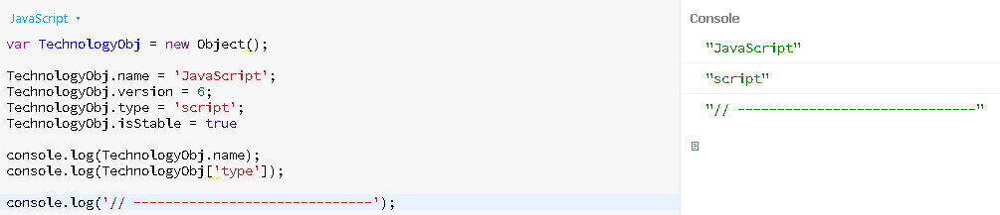 JavaScript
var TechnologyObj = new Object();
TechnologyObj.name = 'JavaScript';
TechnologyObj.version = 6;
TechnologyObj.type = 'script';
TechnologyObj.isStable = true
console.log(TechnologyObj.name);
console.log(TechnologyObj['type']);
console.log('// ------------------------------');
Console
"JavaScript"
"script"
"// ------------------------------"